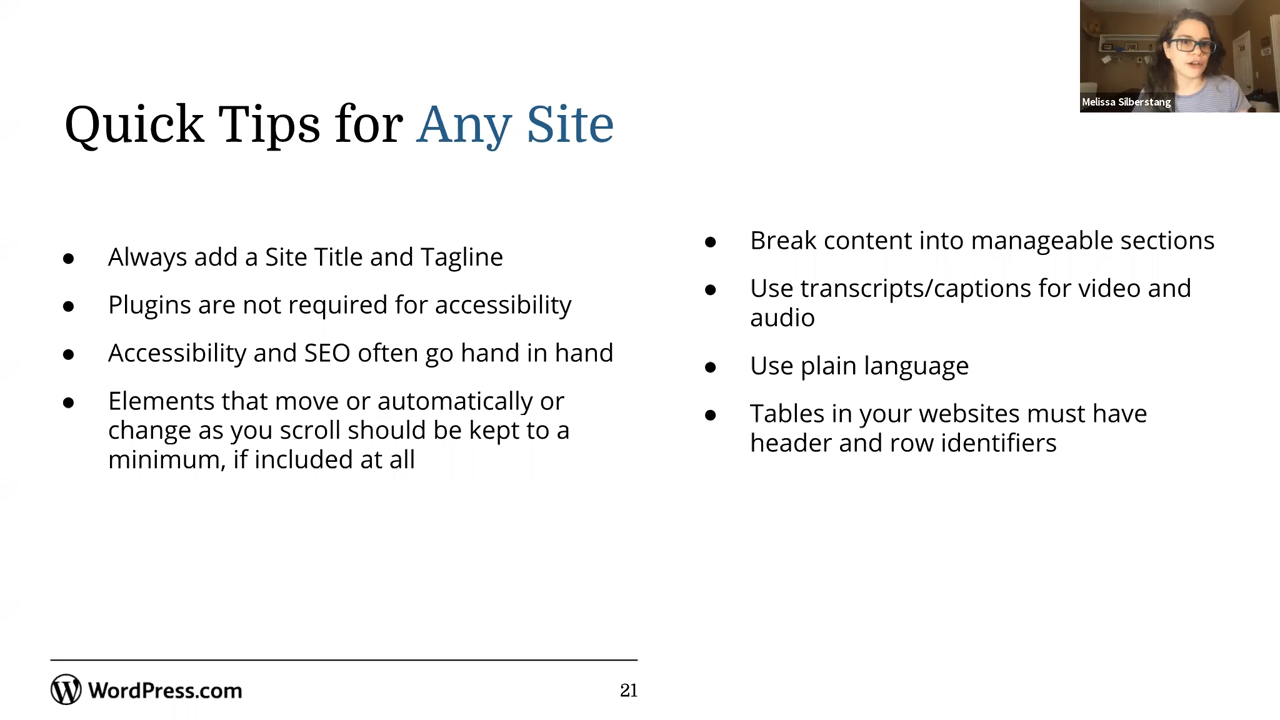 Melissa Silberstang
Quick Tips for Any Site
● Always add a Site Title and Tagline
● Plugins are not required for accessibility
● Accessibility and SEO often go hand in hand
● Elements that move or automatically or
change as you scroll should be kept to a
minimum, if included at all
● Break content into manageable sections
● Use transcripts/captions for video and
audio
● Use plain language
● Tables in your websites must have
header and row identifiers
WordPress.com
21